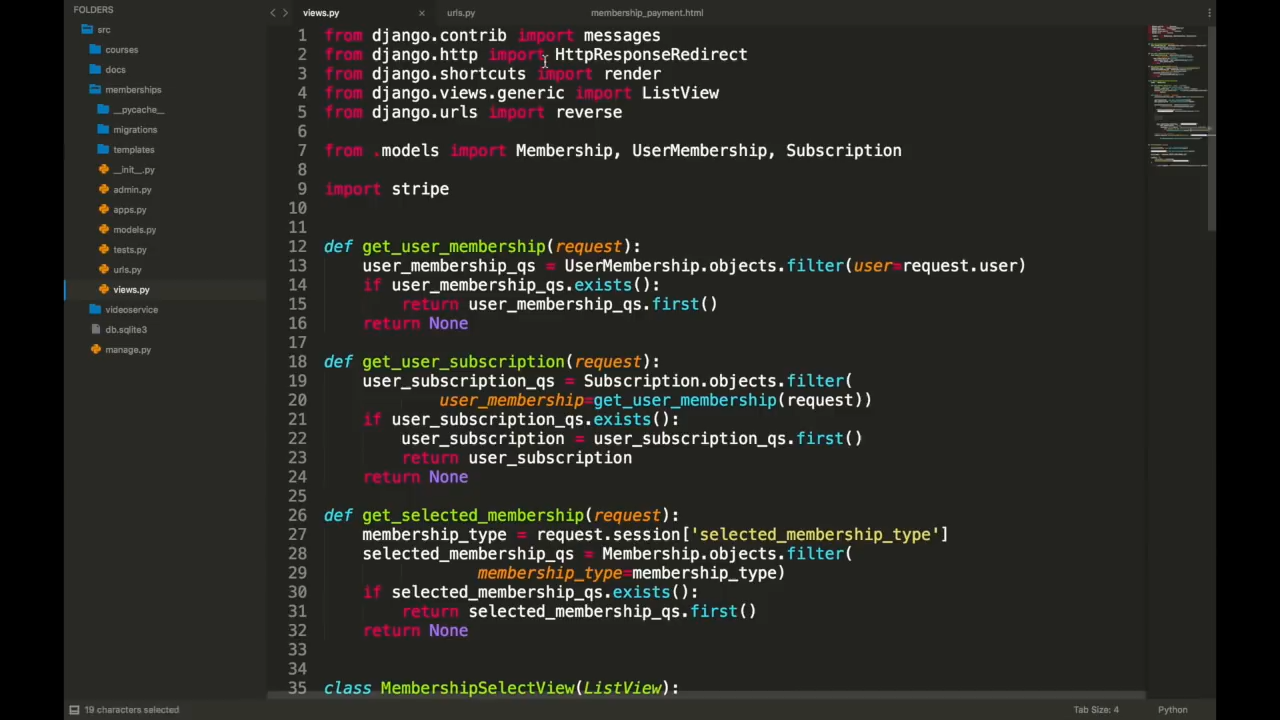 FOLDERS
src
courses
docs
memberships
__pycache__
migrations
templates
__init__.py
admin.py
apps.py
models.py
tests.py
urls.py
views.py
videoservice
db.sqlite3
manage.py
views.py × urls.py membership_payment.html
1 from django.contrib import messages
2 from django.http import HttpResponseRedirect
3 from django.shortcuts import render
4 from django.views.generic import ListView
5 from django.urls import reverse
6
7 from .models import Membership, UserMembership, Subscription
8
9 import stripe
10
11
12 def get_user_membership(request):
13     user_membership_qs = UserMembership.objects.filter(user=request.user)
14     if user_membership_qs.exists():
15         return user_membership_qs.first()
16     return None
17
18 def get_user_subscription(request):
19     user_subscription_qs = Subscription.objects.filter(
20             user_membership=get_user_membership(request))
21     if user_subscription_qs.exists():
22         user_subscription = user_subscription_qs.first()
23         return user_subscription
24     return None
25
26 def get_selected_membership(request):
27     membership_type = request.session['selected_membership_type']
28     selected_membership_qs = Membership.objects.filter(
29                 membership_type=membership_type)
30     if selected_membership_qs.exists():
31         return selected_membership_qs.first()
32     return None
33
34
35 class MembershipSelectView(ListView):
19 characters selected
Tab Size: 4 Python